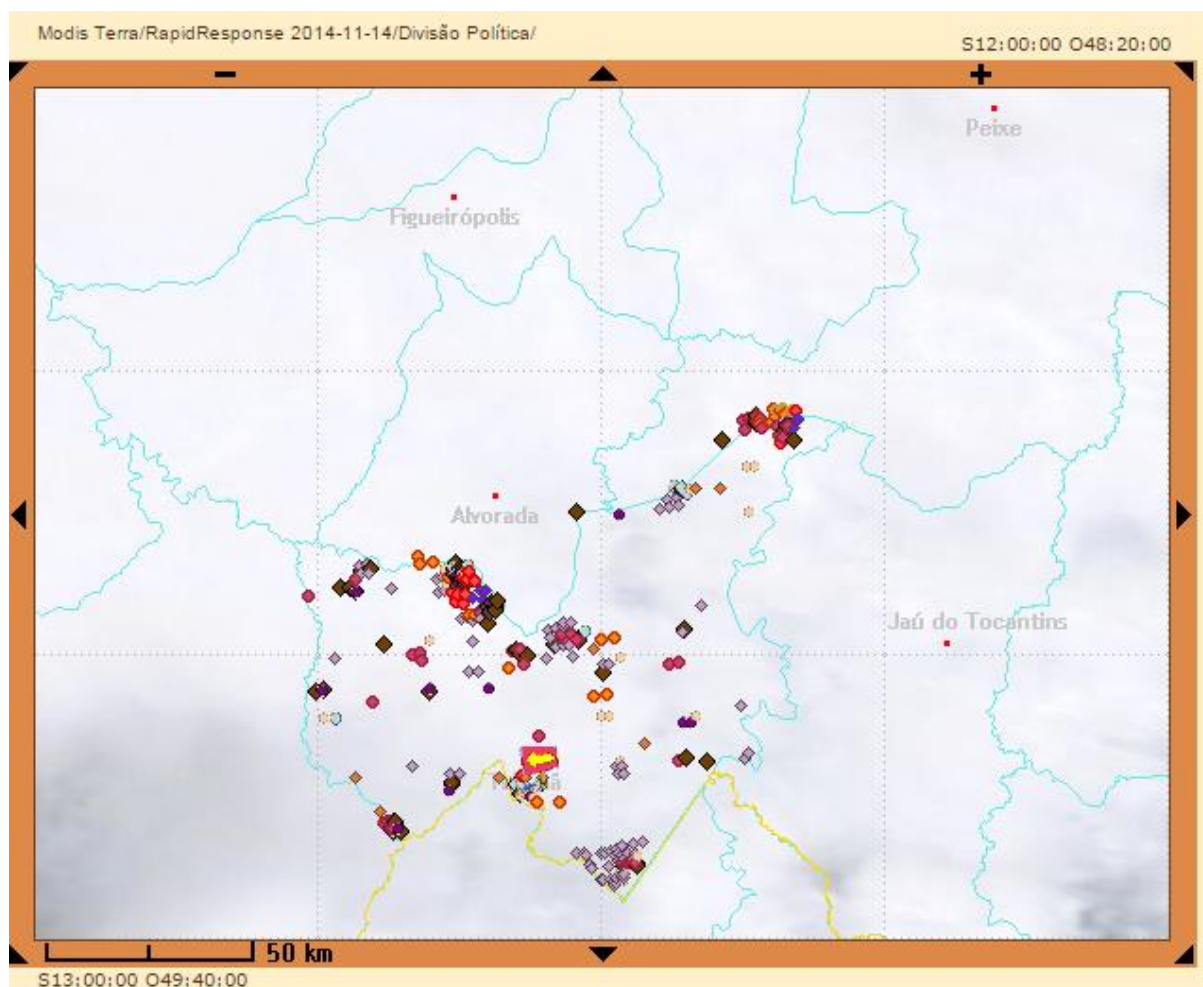 Modis Terra/RapidResponse 2014-11-14/Divisão Política/
S12:00:00 O48:20:00
− +
Peixe
Figueirópolis
Alvorada
Jaú do Tocantins
50 km
S13:00:00 O49:40:00